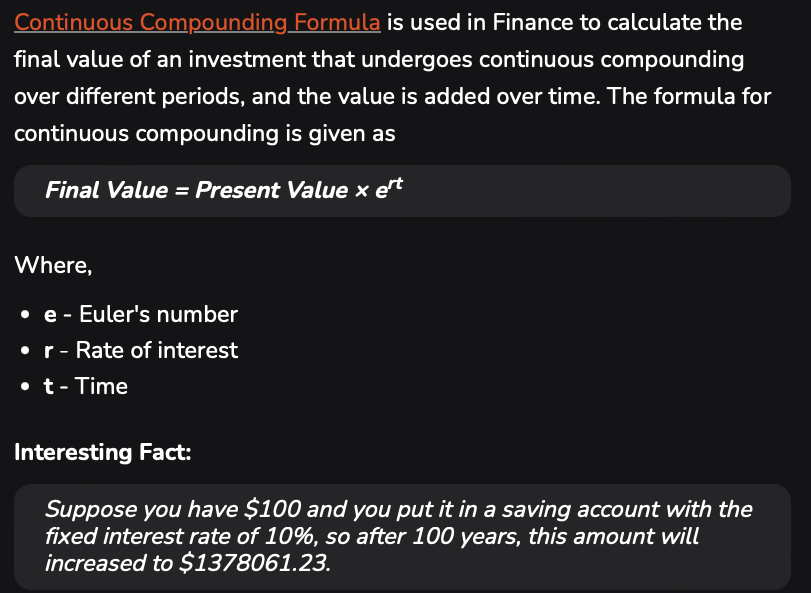 Continuous Compounding Formula is used in Finance to calculate the
final value of an investment that undergoes continuous compounding
over different periods, and the value is added over time. The formula for
continuous compounding is given as
Final Value = Present Value × e^rt
Where,
• e - Euler's number
• r - Rate of interest
• t - Time
Interesting Fact:
Suppose you have $100 and you put it in a saving account with the
fixed interest rate of 10%, so after 100 years, this amount will
increased to $1378061.23.